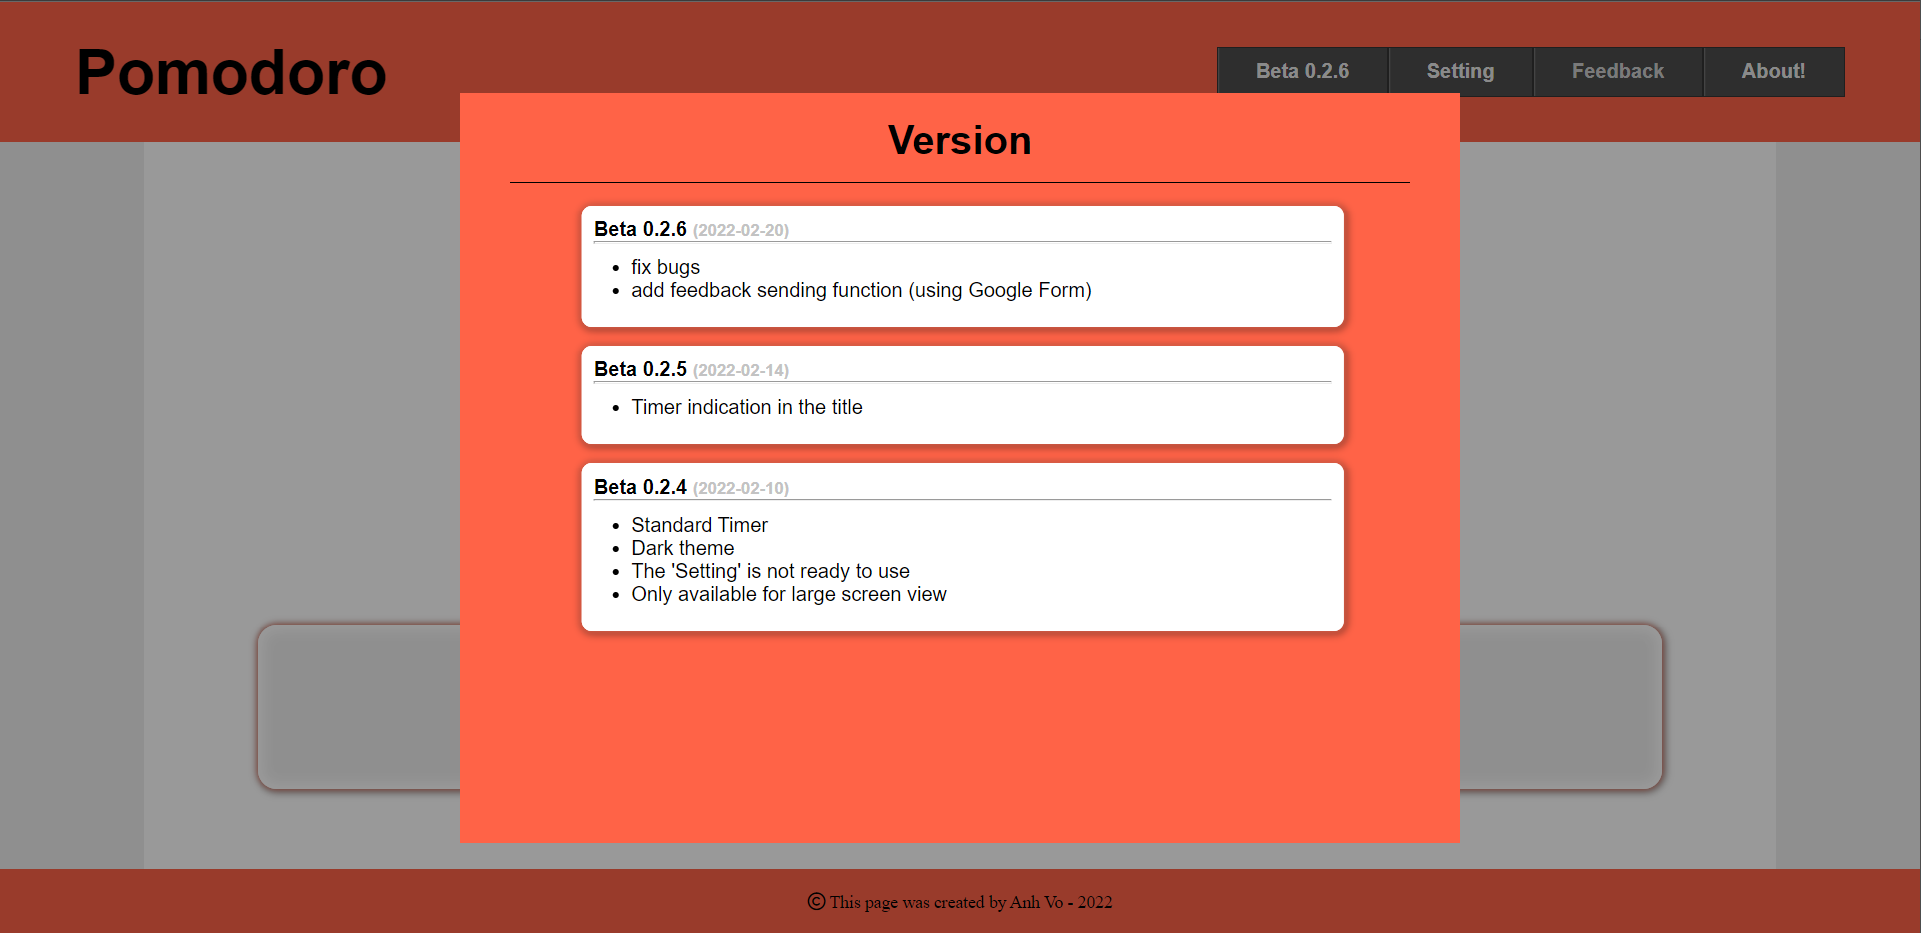 Pomodoro
Beta 0.2.6
Setting
Feedback
About!
Version
Beta 0.2.6 (2022-02-20)
• fix bugs
• add feedback sending function (using Google Form)
Beta 0.2.5 (2022-02-14)
• Timer indication in the title
Beta 0.2.4 (2022-02-10)
• Standard Timer
• Dark theme
• The 'Setting' is not ready to use
• Only available for large screen view
© This page was created by Anh Vo - 2022